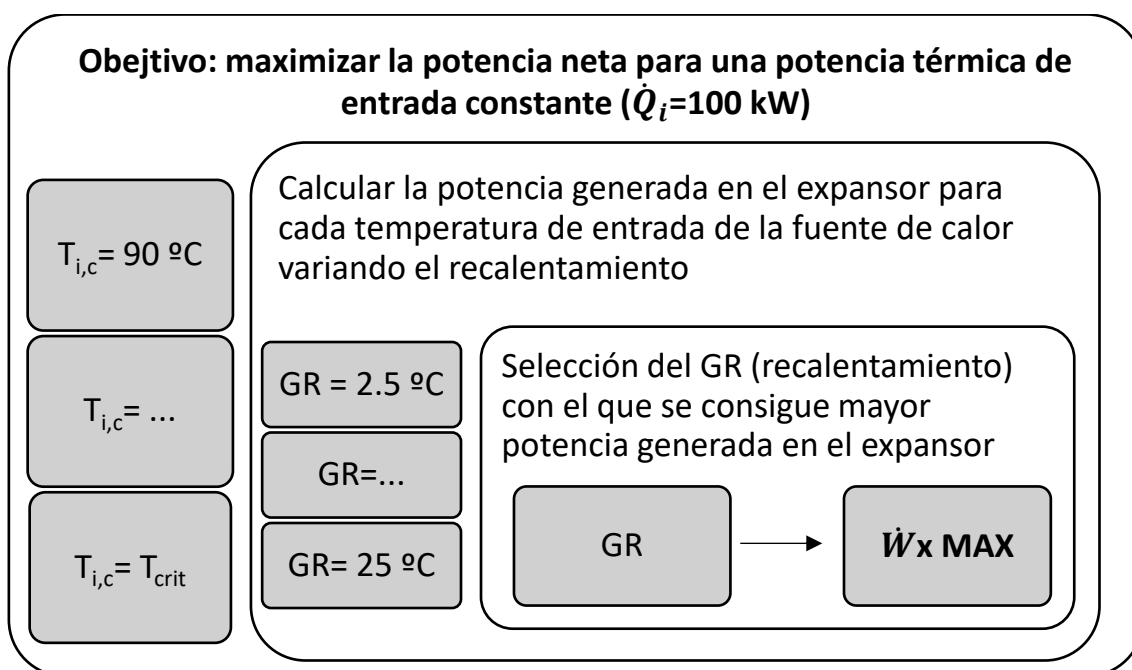 Obejtivo: maximizar la potencia neta para una potencia térmica de
entrada constante (Q̇i=100 kW)
Ti,c= 90 ºC
Ti,c= ...
Ti,c= Tcrit
Calcular la potencia generada en el expansor para
cada temperatura de entrada de la fuente de calor
variando el recalentamiento
GR = 2.5 ºC
GR=...
GR= 25 ºC
Selección del GR (recalentamiento)
con el que se consigue mayor
potencia generada en el expansor
GR
Ẇx MAX